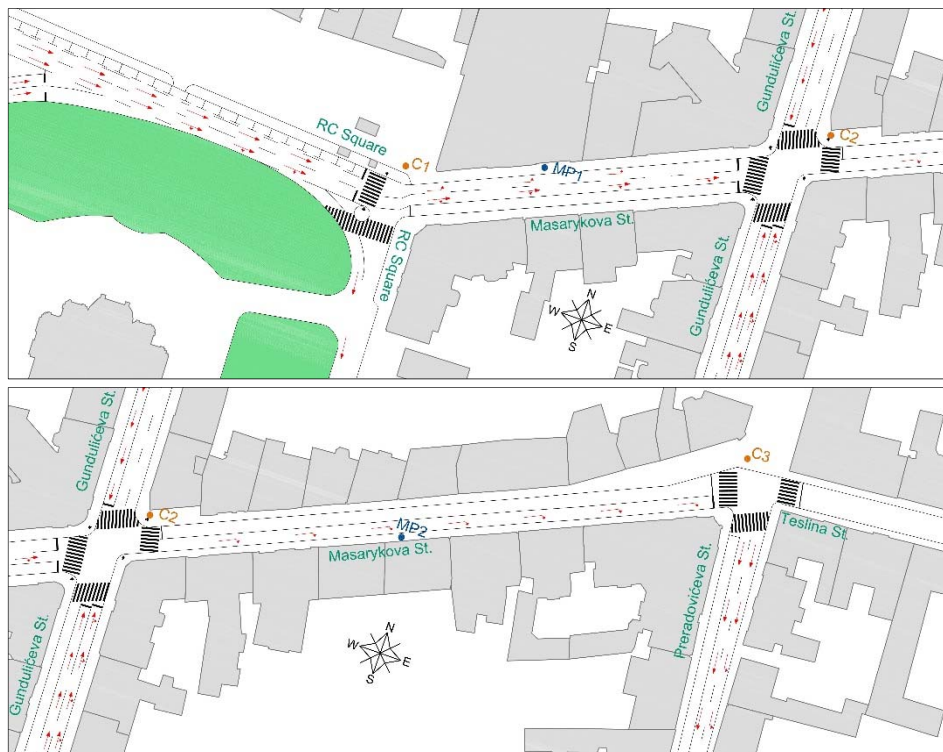 Gundulićeva St.
RC Square
C1
MP1
C2
Masarykova St.
RC Square
Gundulićeva St.
N
W
E
S
Gundulićeva St.
C2
MP2
Masarykova St.
C3
Teslina St.
Preradovićeva St.
Gundulićeva St.
N
W
E
S